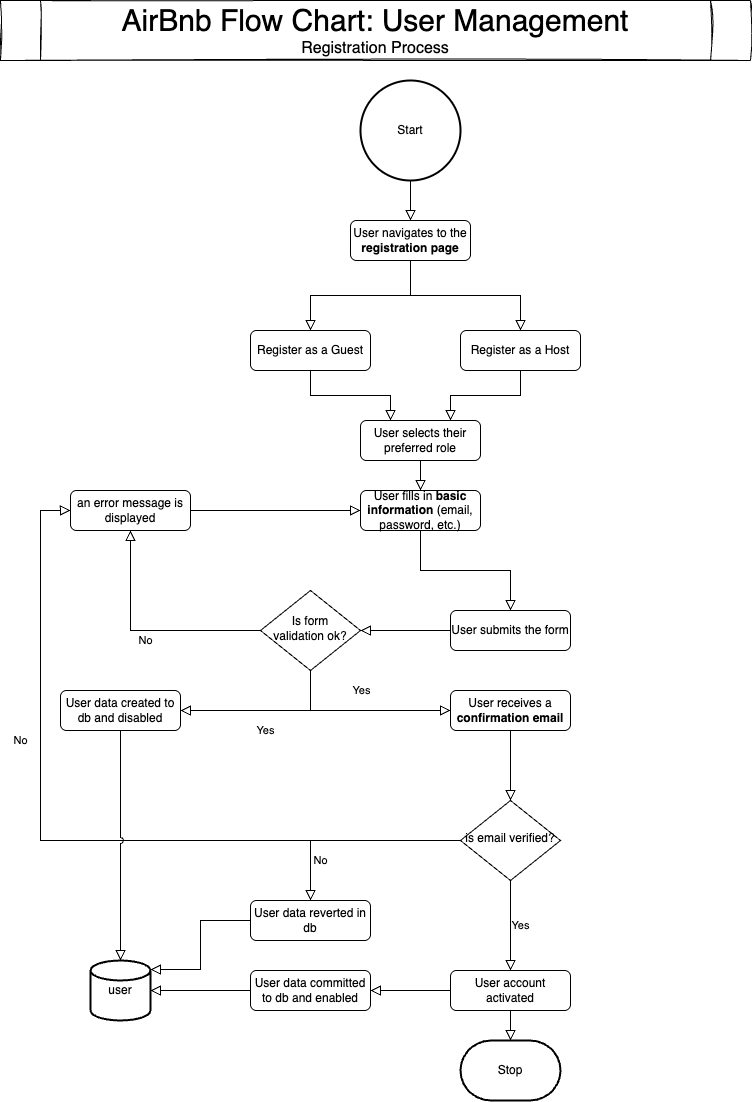 AirBnb Flow Chart: User Management
Registration Process
Start
User navigates to the
registration page
Register as a Guest
Register as a Host
User selects their
preferred role
an error message is
displayed
User fills in basic
information (email,
password, etc.)
Is form
validation ok?
User submits the form
No
Yes
User data created to
db and disabled
User receives a
confirmation email
Yes
No
is email verified?
No
User data reverted in
db
Yes
user
User data committed
to db and enabled
User account
activated
Stop